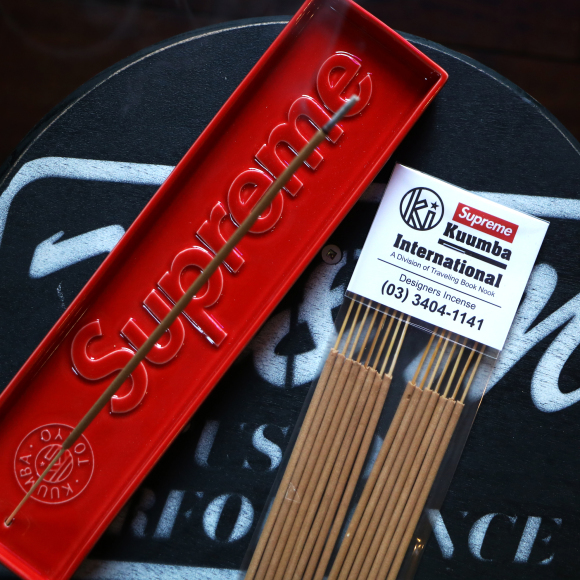 Supreme
KUUMBA · TOKYO
Supreme
Kuumba
International
A Division of Traveling Book Nook
Designers Incense
(03) 3404-1141